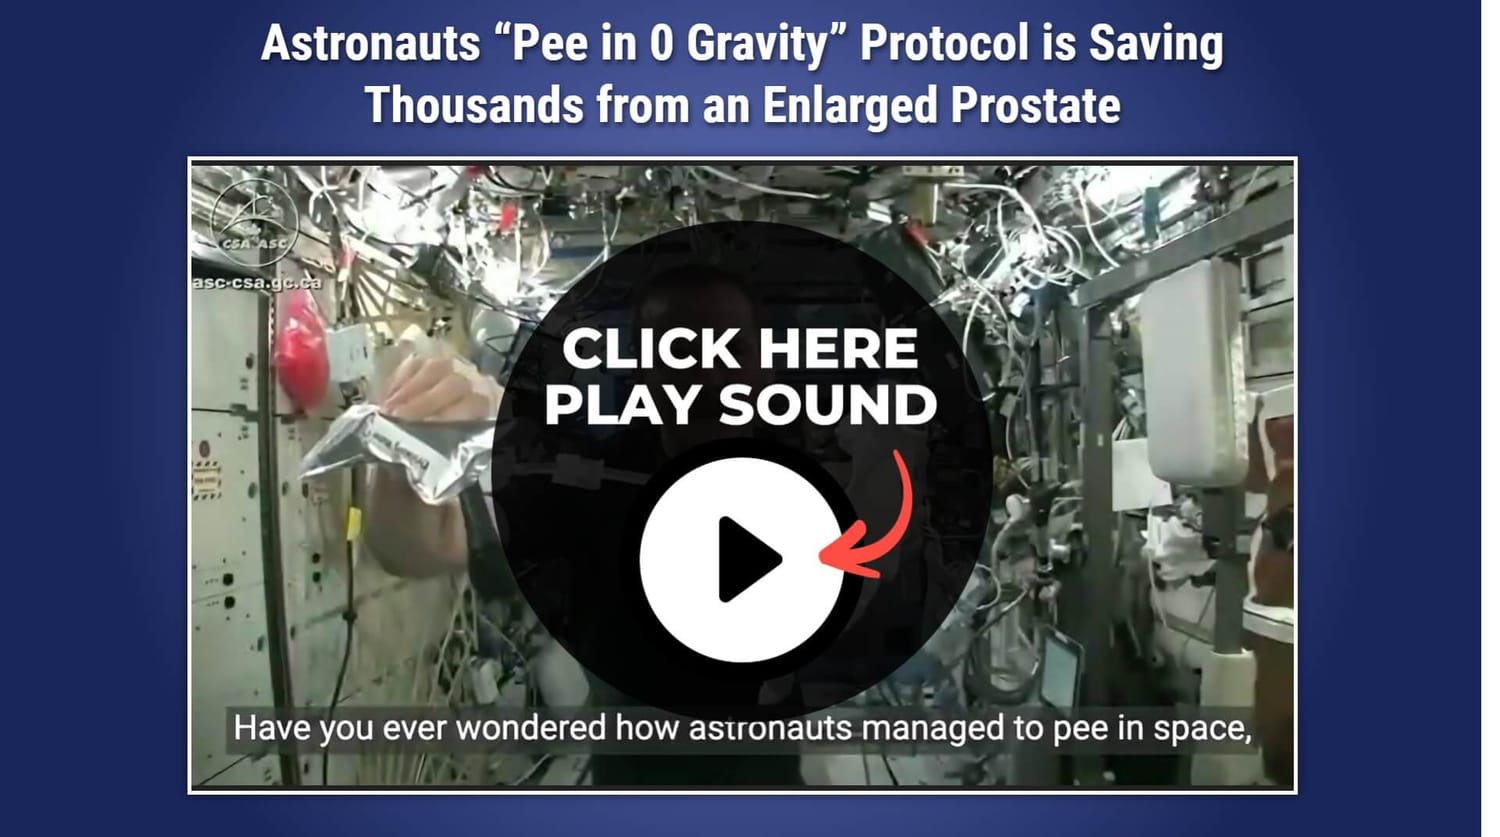 Astronauts “Pee in 0 Gravity” Protocol is Saving
Thousands from an Enlarged Prostate
CSA ASC
asc-csa.gc.ca
CLICK HERE
PLAY SOUND
Have you ever wondered how astronauts managed to pee in space,